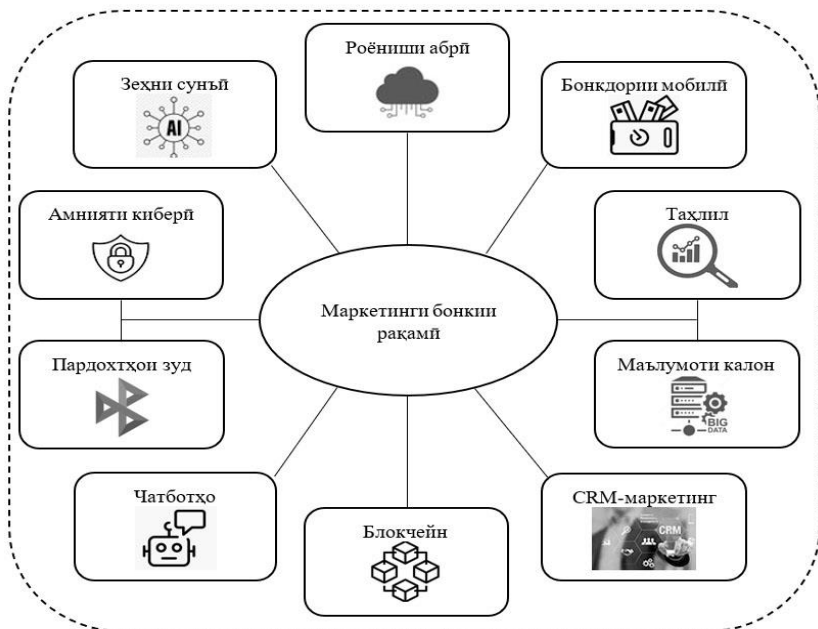 Роёниши абрӣ
Зеҳни сунъӣ
AI
Бонкдории мобилӣ
Амнияти киберӣ
Таҳлил
Маркетинги бонкии
рақамӣ
Пардохтҳои зуд
Маълумоти калон
BIG
DATA
Чатботҳо
Блокчейн
CRM-маркетинг
CRM